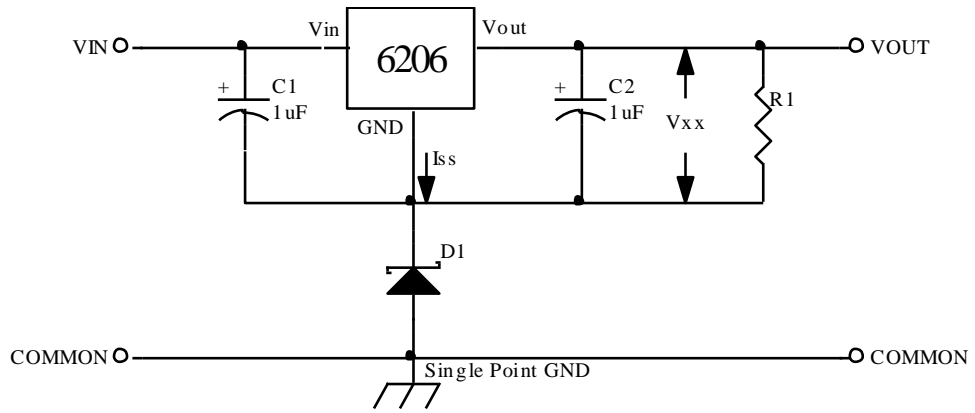 VIN
Vin
6206
Vout
VOUT
+
C1
1uF
GND
Iss
+
C2
1uF
Vxx
R1
D1
COMMON
Single Point GND
COMMON